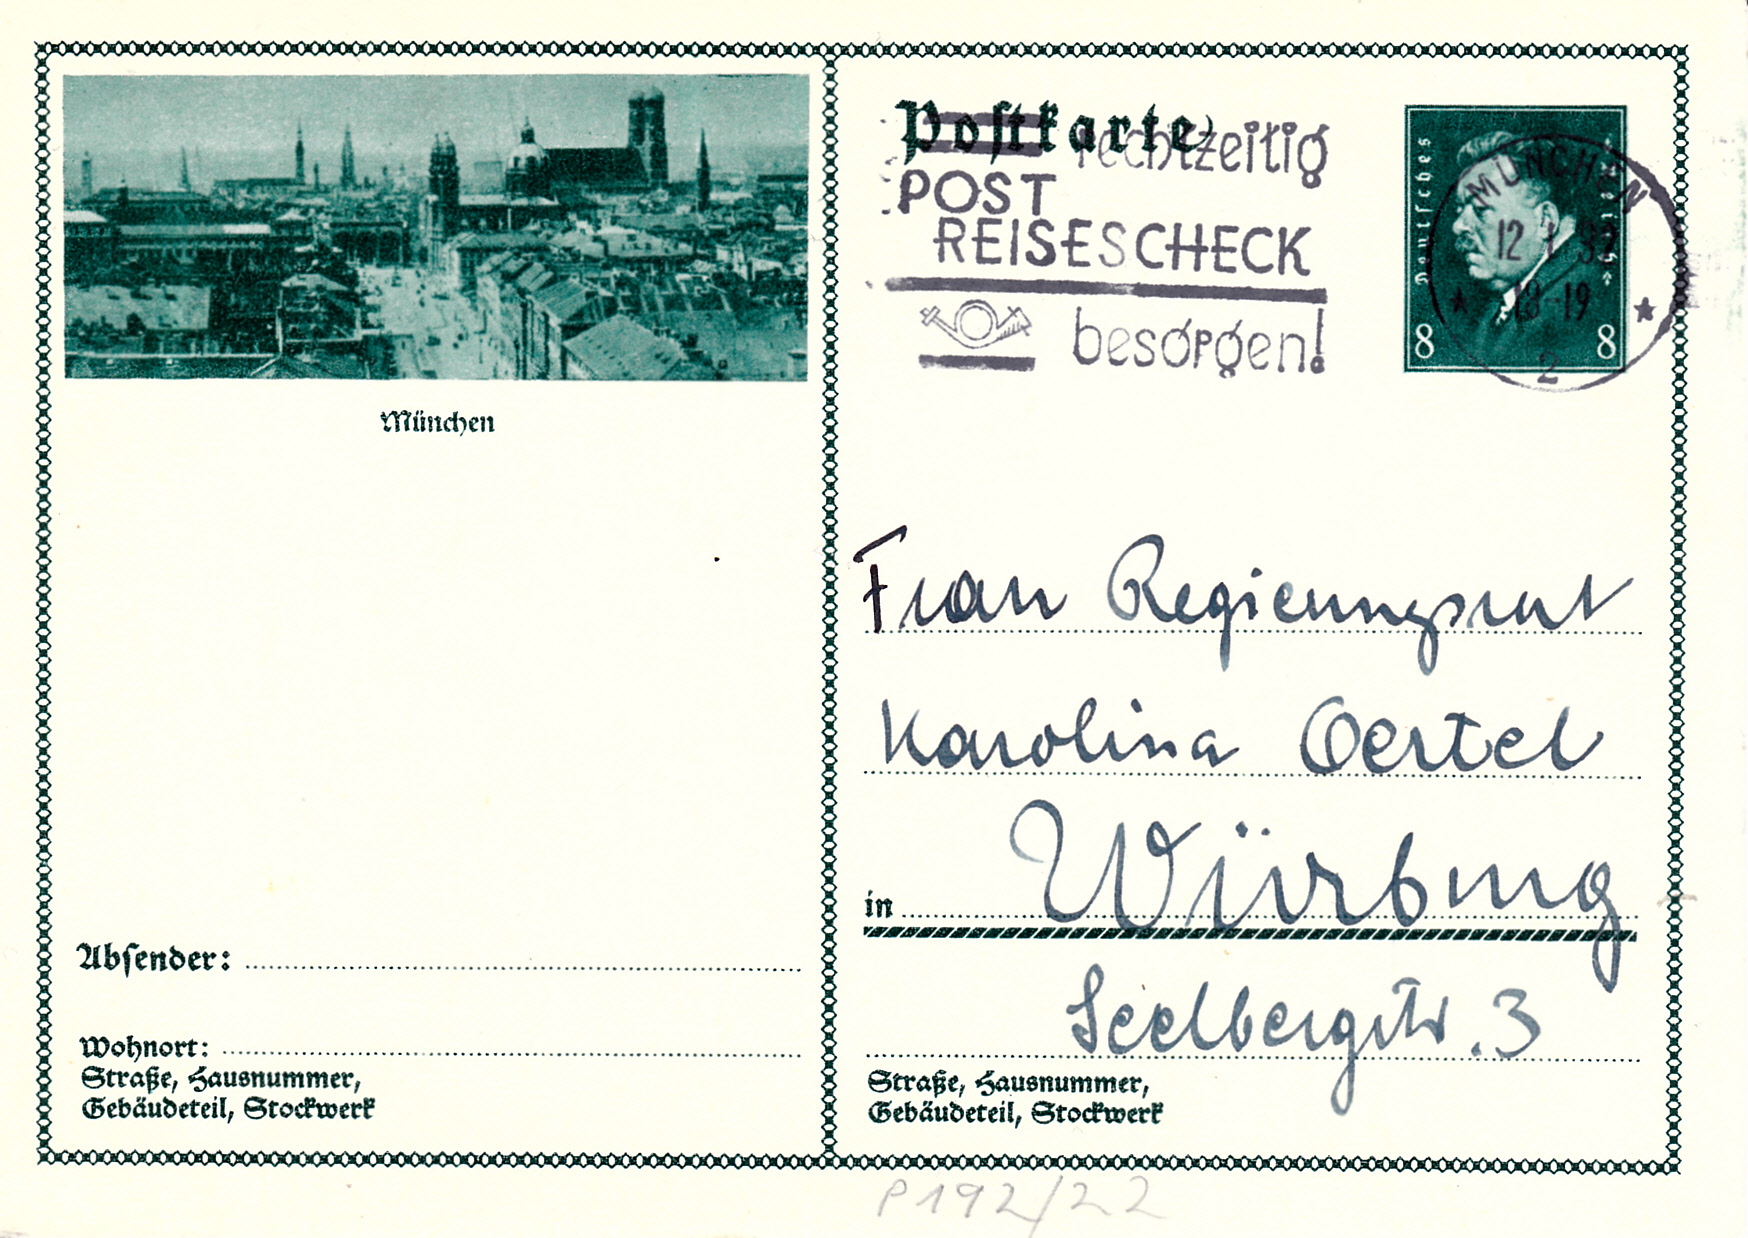 München
Absender:
Wohnort:
Straße, Hausnummer,
Gebäudeteil, Stockwerk
Postkarte
rechtzeitig
POST
REISESCHECK
besorgen!
Deutsches Reich
8 8
MÜNCHEN
12.1.32
18-19
2
Frau Regierungsrat
Karolina Oertel
in Würzburg
Seelbergstr. 3
Straße, Hausnummer,
Gebäudeteil, Stockwerk
P 192/22